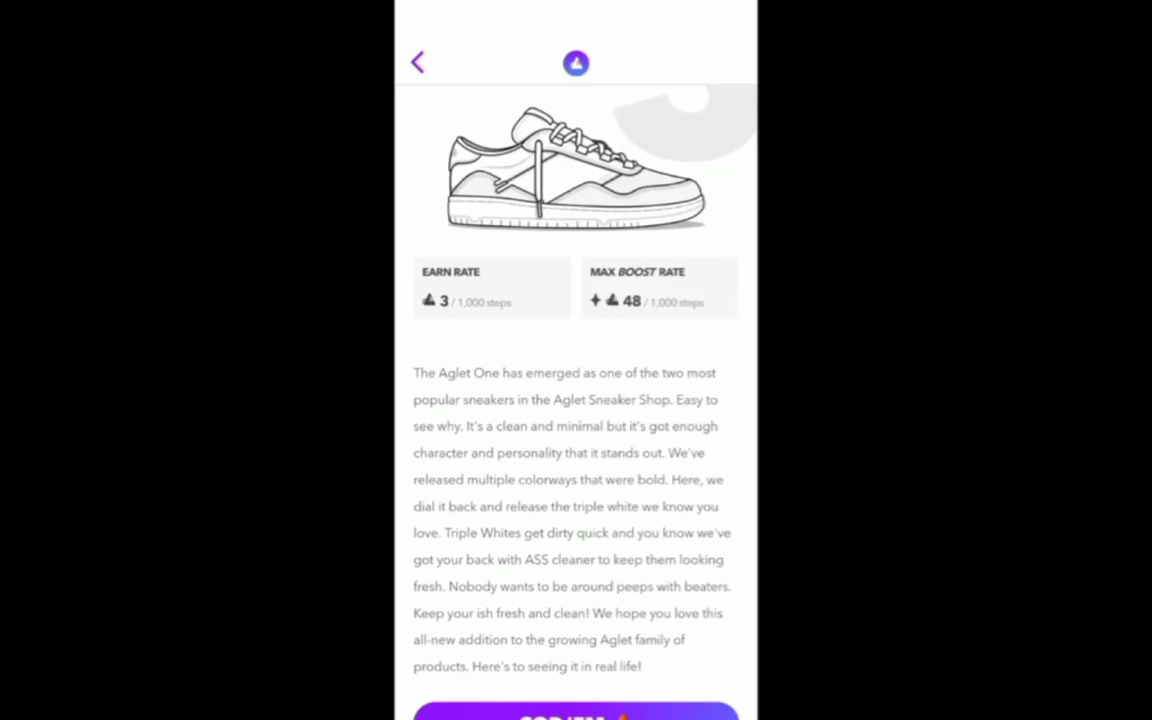 EARN RATE
3 / 1,000 steps
MAX BOOST RATE
48 / 1,000 steps
The Aglet One has emerged as one of the two most
popular sneakers in the Aglet Sneaker Shop. Easy to
see why. It's a clean and minimal but it's got enough
character and personality that it stands out. We've
released multiple colorways that were bold. Here, we
dial it back and release the triple white we know you
love. Triple Whites get dirty quick and you know we've
got your back with ASS cleaner to keep them looking
fresh. Nobody wants to be around peeps with beaters.
Keep your ish fresh and clean! We hope you love this
all-new addition to the growing Aglet family of
products. Here's to seeing it in real life!